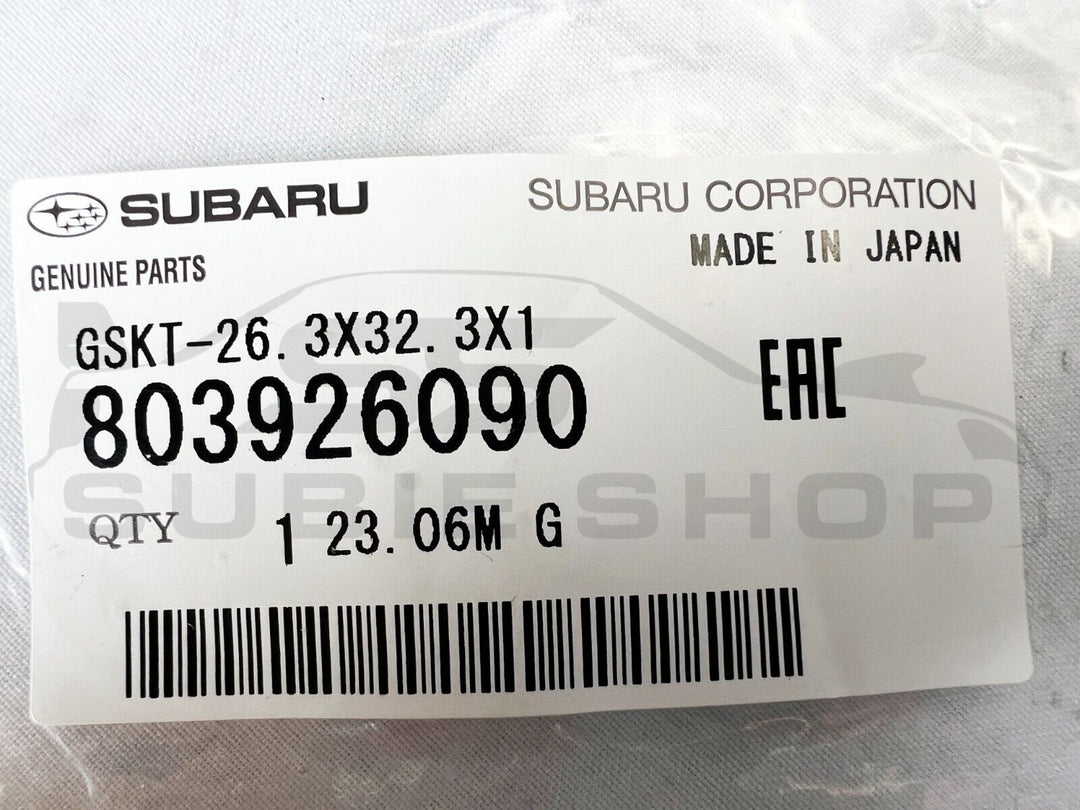 SUBARU
SUBARU CORPORATION
GENUINE PARTS
MADE IN JAPAN
GSKT-26. 3X32. 3X1
803926090
EAC
SUBIE SHOP
QTY 1 23. 06M G